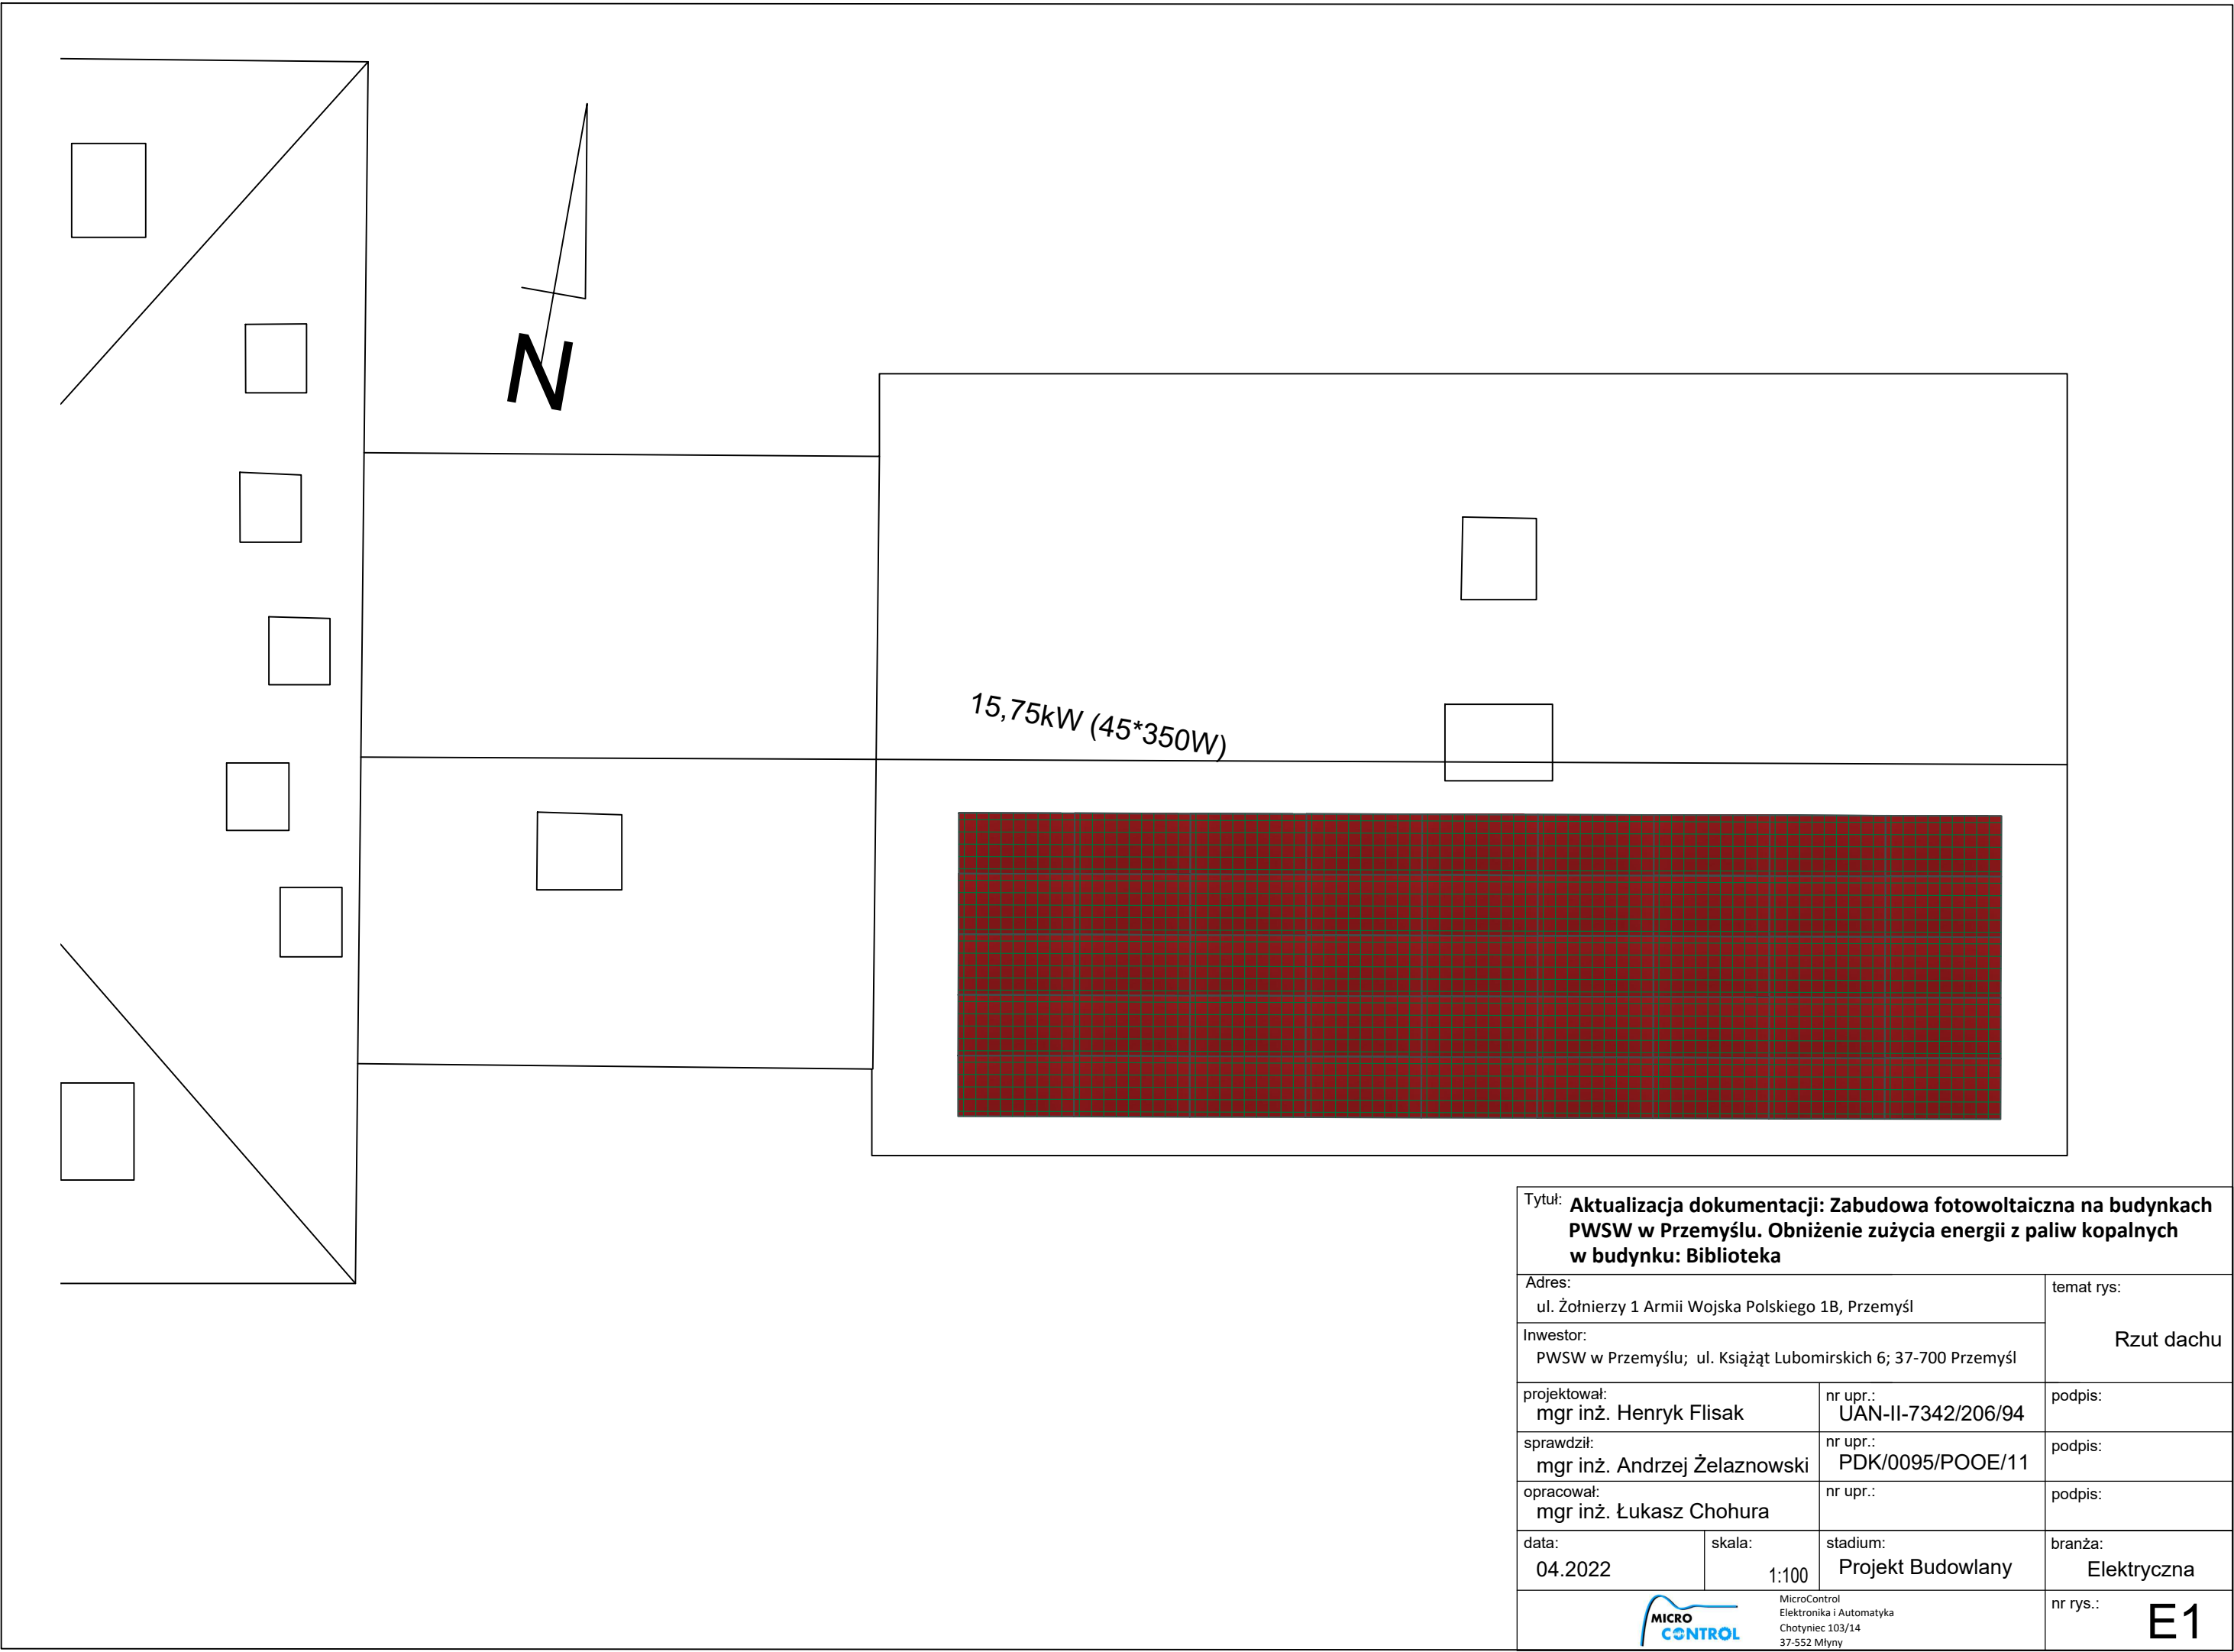 N
15,75kW (45*350W)
Tytuł: Aktualizacja dokumentacji: Zabudowa fotowoltaiczna na budynkach
PWSW w Przemyślu. Obniżenie zużycia energii z paliw kopalnych
w budynku: Biblioteka
Adres:
ul. Żołnierzy 1 Armii Wojska Polskiego 1B, Przemyśl
temat rys:
Rzut dachu
Inwestor:
PWSW w Przemyślu; ul. Książąt Lubomirskich 6; 37-700 Przemyśl
projektował:
mgr inż. Henryk Flisak
nr upr.:
UAN-II-7342/206/94
podpis:
sprawdził:
mgr inż. Andrzej Żelaznowski
nr upr.:
PDK/0095/POOE/11
podpis:
opracował:
mgr inż. Łukasz Chohura
nr upr.:
podpis:
data:
04.2022
skala:
1:100
stadium:
Projekt Budowlany
branża:
Elektryczna
MICRO
CONTROL
MicroControl
Elektronika i Automatyka
Chotyniec 103/14
37-552 Młyny
nr rys.:
E1